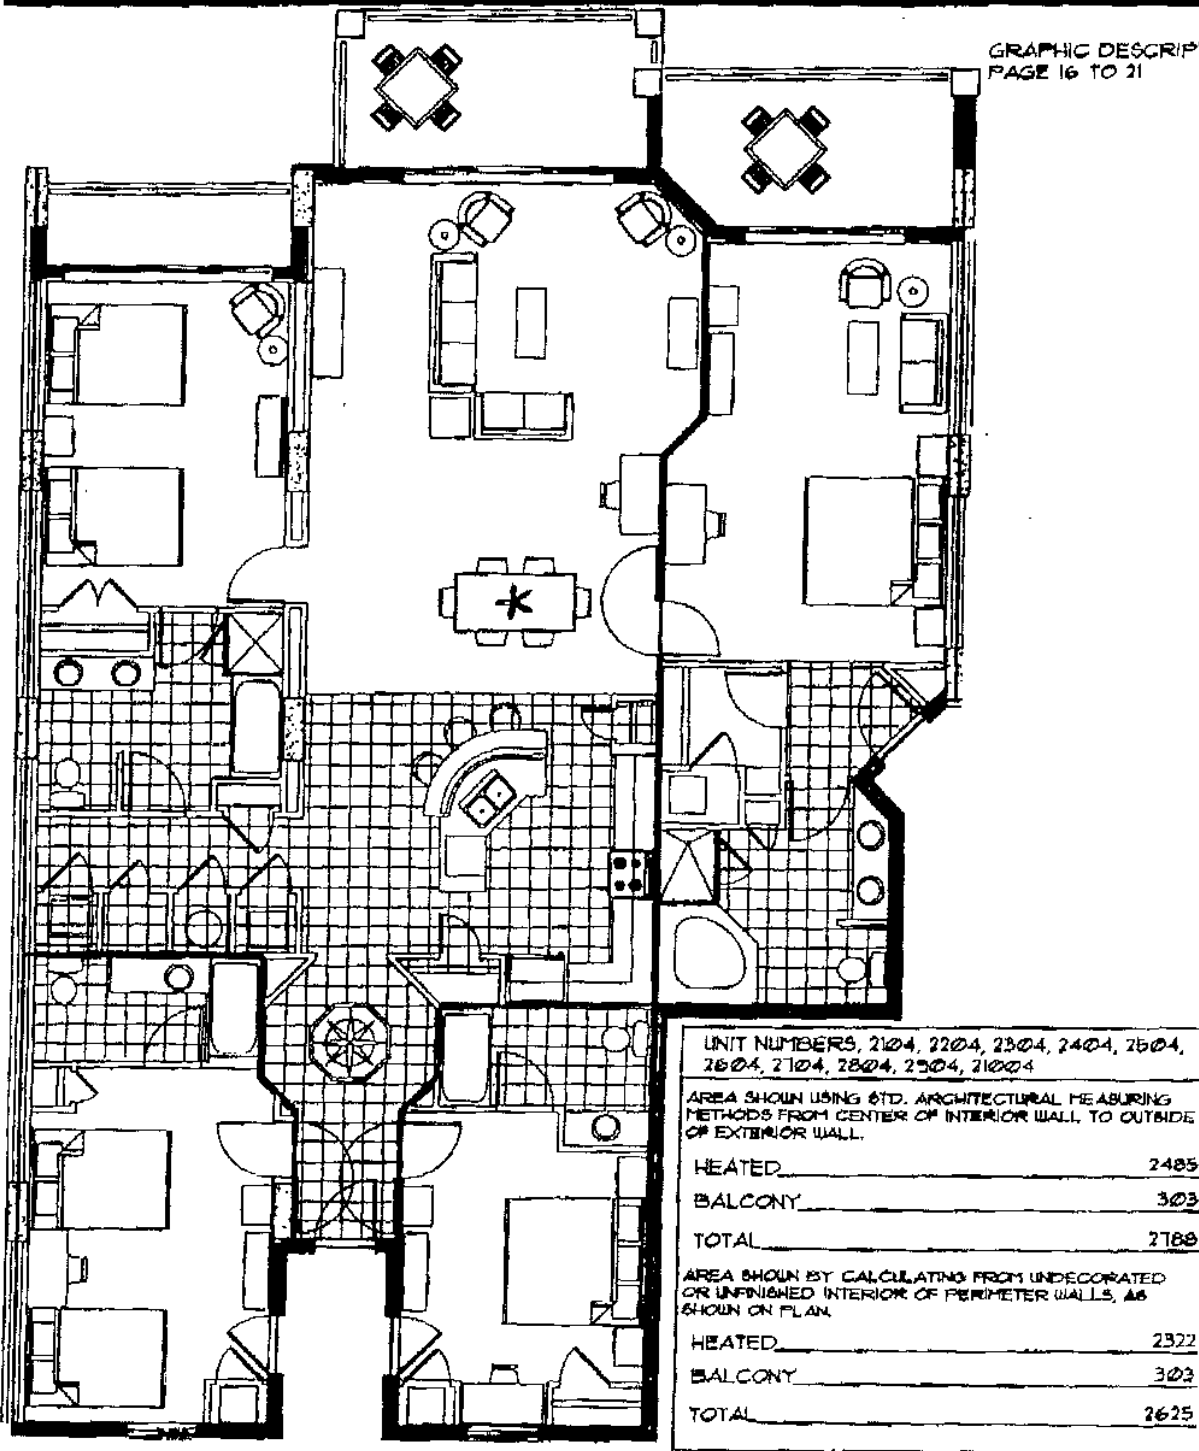 GRAPHIC DESCRIP
PAGE 16 TO 21
UNIT NUMBERS, 2104, 2204, 2304, 2404, 2504,
2604, 2704, 2804, 2904, 21004
AREA SHOWN USING STD. ARCHITECTURAL MEASURING
METHODS FROM CENTER OF INTERIOR WALL TO OUTSIDE
OF EXTERIOR WALL.
HEATED 2485
BALCONY 303
TOTAL 2788
AREA SHOWN BY CALCULATING FROM UNDECORATED
OR UNFINISHED INTERIOR OF PERIMETER WALLS, AS
SHOWN ON PLAN.
HEATED 2322
BALCONY 303
TOTAL 2625